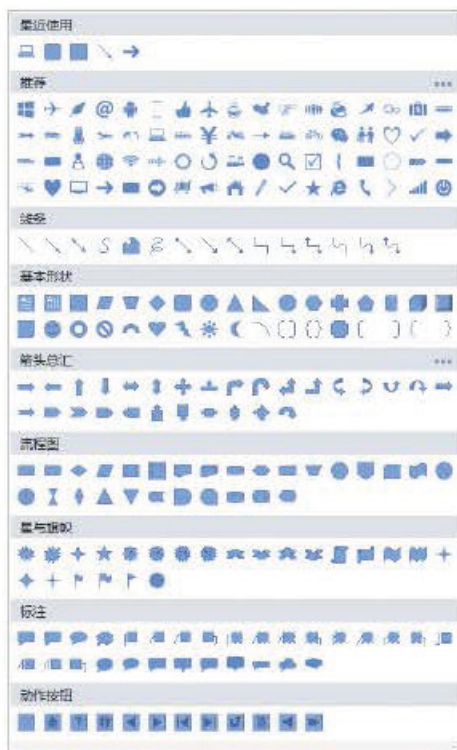 最近使用
推荐
线条
基本形状
箭头总汇
流程图
星与旗帜
标注
动作按钮